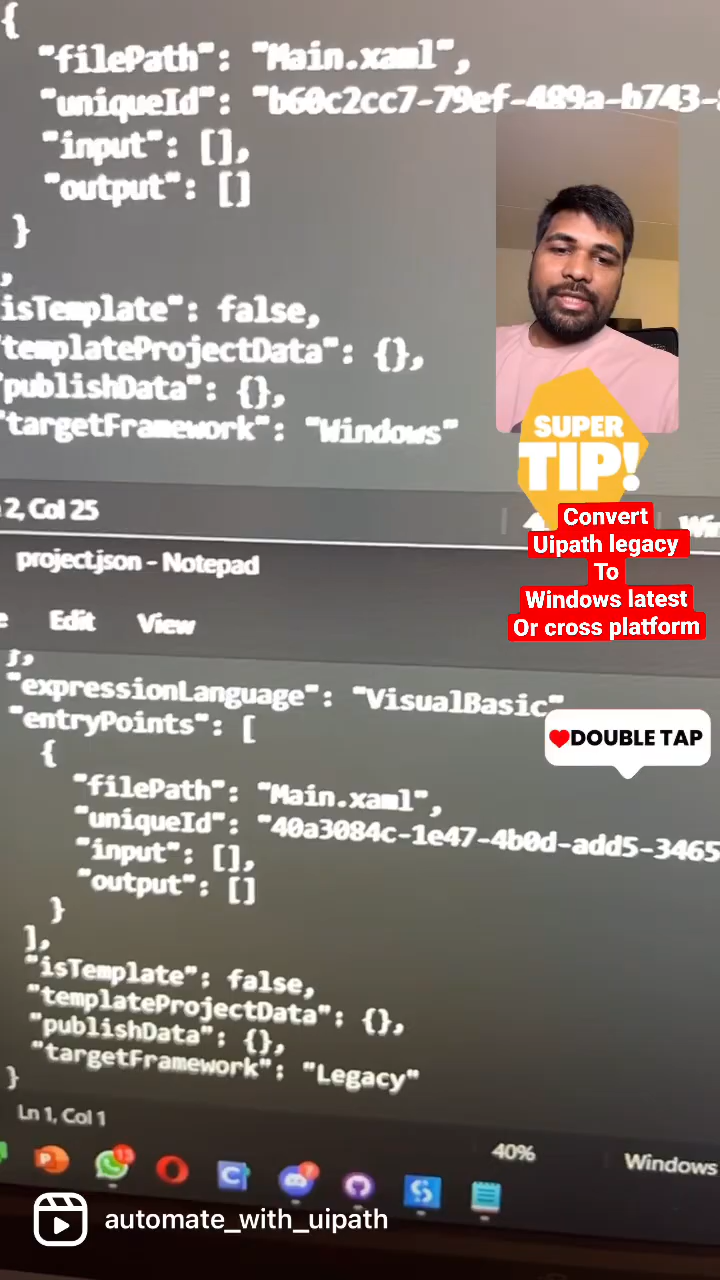 {
"filePath": "Main.xaml",
"uniqueId": "b60c2cc7-79ef-489a-b743-
"input": [],
"output": []
}
,
isTemplate": false,
"templateProjectData": {},
"publishData": {},
"targetFramework": "Windows"
2, Col 25
SUPER
TIP!
Convert
Uipath legacy
To
Windows latest
Or cross platform
project.json - Notepad
Edit View
},
"expressionLanguage": "VisualBasic"
"entryPoints": [
DOUBLE TAP
{
"filePath": "Main.xaml",
"uniqueId": "40a3084c-1e47-4b0d-add5-3465
"input": [],
"output": []
}
],
"isTemplate": false,
"templateProjectData": {},
"publishData": {},
"targetFramework": "Legacy"
}
Ln 1, Col 1
40% Windows
13
7
automate_with_uipath